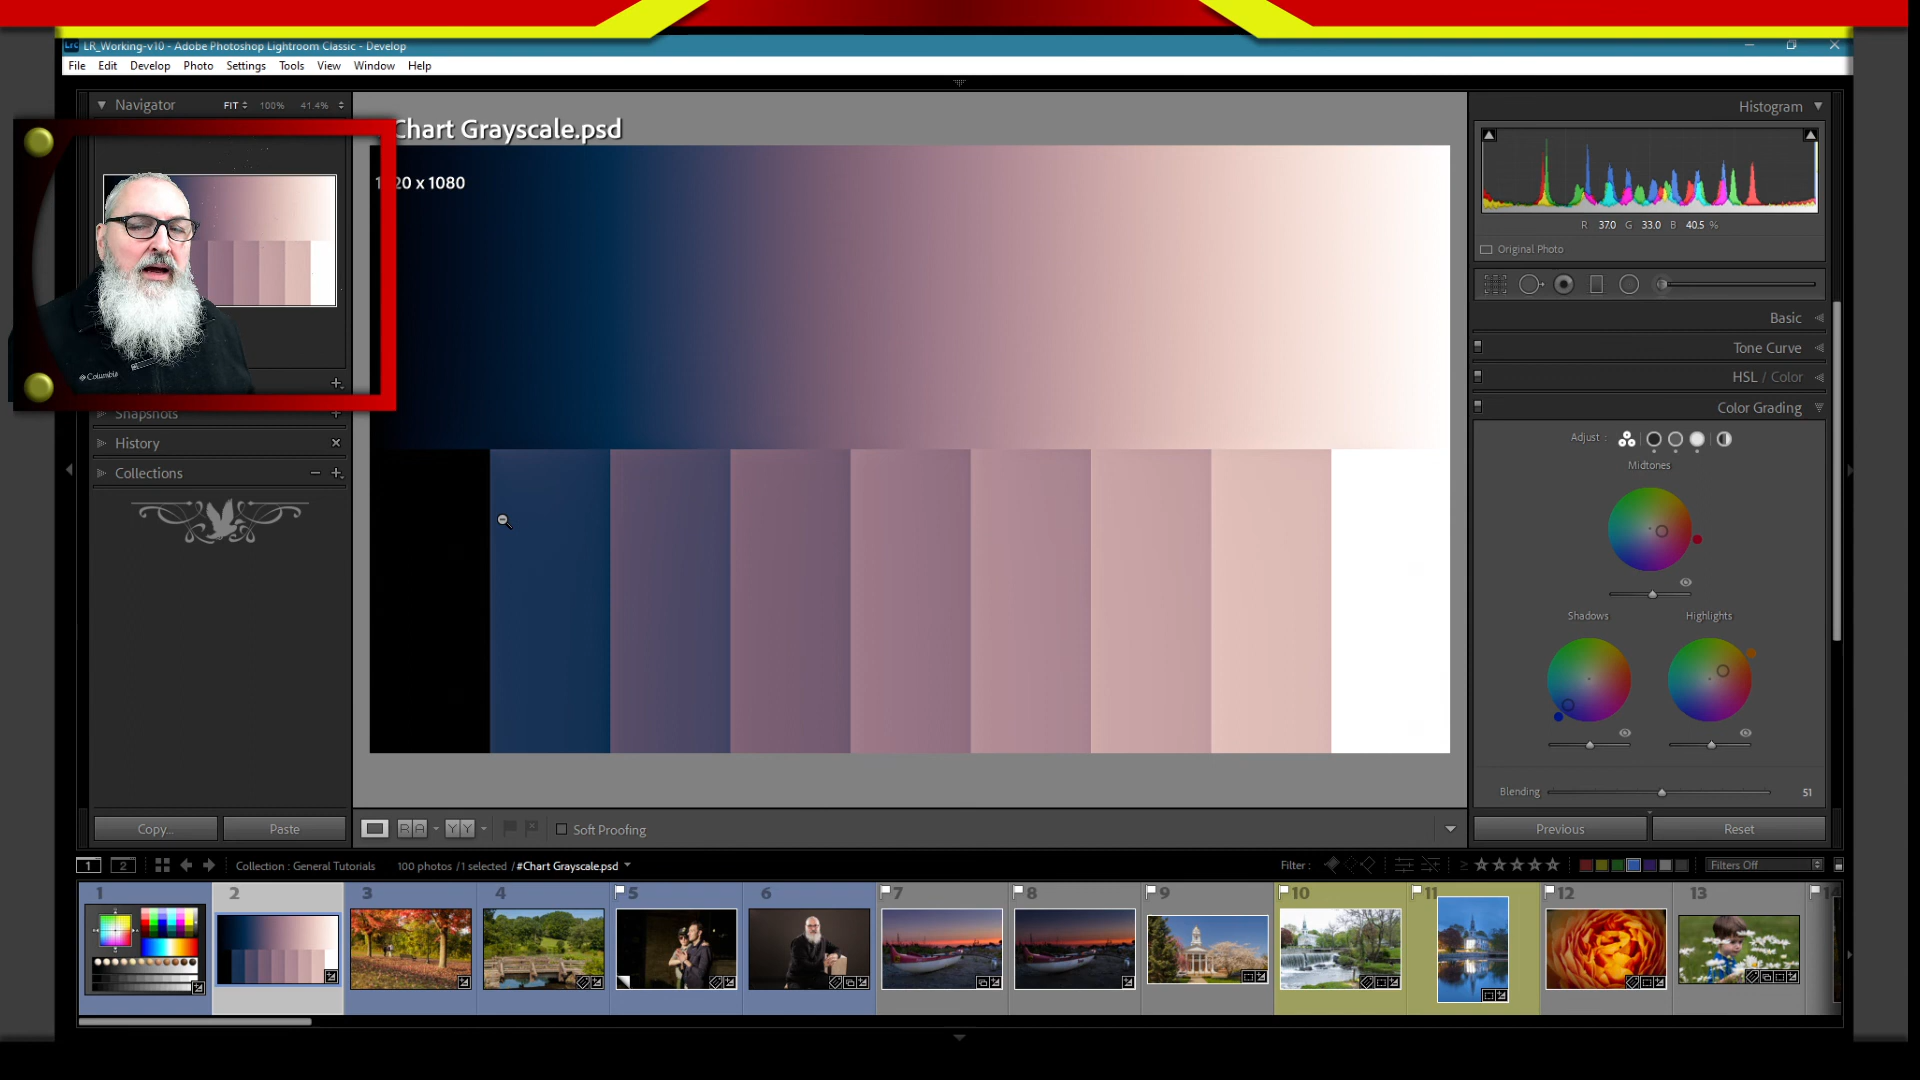 LR_Working-v10 - Adobe Photoshop Lightroom Classic - Develop
File Edit Develop Photo Settings Tools View Window Help
Navigator FIT 100% 41.4%
Chart Grayscale.psd
x 1080
Columbia
Snapshots
History
Collections
Copy... Paste
Soft Proofing
Histogram
R 37.0 G 33.0 B 40.5 %
Original Photo
Basic
Tone Curve
HSL / Color
Color Grading
Adjust :
Midtones
Shadows Highlights
Blending 51
Previous Reset
1 2 Collection : General Tutorials 100 photos / 1 selected / #Chart Grayscale.psd Filter : Filters Off
1 2 3 4 5 6 7 8 9 10 11 12 13 14